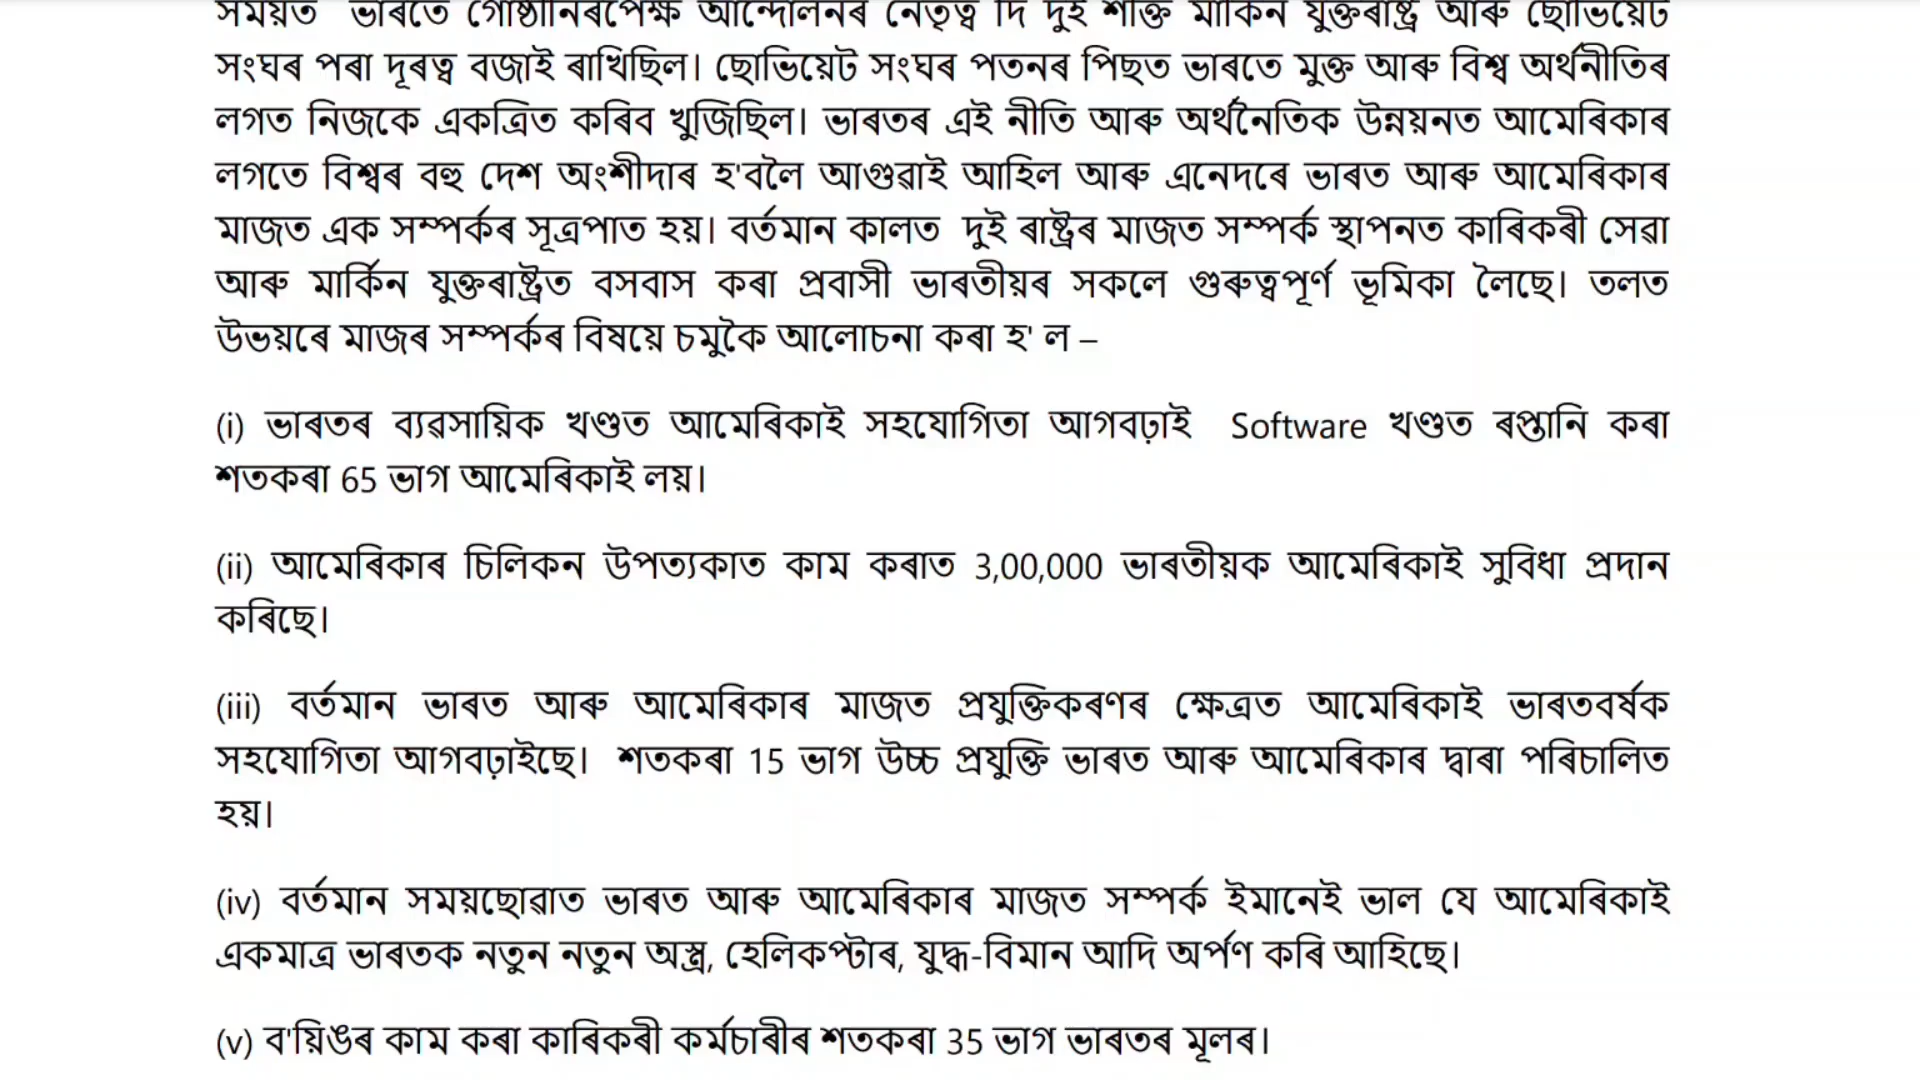 সময়ত ভাৰতে গোষ্ঠীনিৰপেক্ষ আন্দোলনৰ নেতৃত্ব দি দুই শক্তি মাৰ্কিন যুক্তৰাষ্ট্ৰ আৰু ছোভিয়েট
সংঘৰ পৰা দূৰত্ব বজাই ৰাখিছিল। ছোভিয়েট সংঘৰ পতনৰ পিছত ভাৰতে মুক্ত আৰু বিশ্ব অৰ্থনীতিৰ
লগত নিজকে একত্ৰিত কৰিব খুজিছিল। ভাৰতৰ এই নীতি আৰু অৰ্থনৈতিক উন্নয়নত আমেৰিকাৰ
লগতে বিশ্বৰ বহু দেশ অংশীদাৰ হ'বলৈ আগুৱাই আহিল আৰু এনেদৰে ভাৰত আৰু আমেৰিকাৰ
মাজত এক সম্পৰ্কৰ সূত্ৰপাত হয়। বৰ্তমান কালত দুই ৰাষ্ট্ৰৰ মাজত সম্পৰ্ক স্থাপনত কাৰিকৰী সেৱা
আৰু মাৰ্কিন যুক্তৰাষ্ট্ৰত বসবাস কৰা প্ৰবাসী ভাৰতীয়ৰ সকলে গুৰুত্বপূৰ্ণ ভূমিকা লৈছে। তলত
উভয়ৰে মাজৰ সম্পৰ্কৰ বিষয়ে চমুকৈ আলোচনা কৰা হ' ল –
(i) ভাৰতৰ ব্যৱসায়িক খণ্ডত আমেৰিকাই সহযোগিতা আগবঢ়াই Software খণ্ডত ৰপ্তানি কৰা
শতকৰা 65 ভাগ আমেৰিকাই লয়।
(ii) আমেৰিকাৰ চিলিকন উপত্যকাত কাম কৰাত 3,00,000 ভাৰতীয়ক আমেৰিকাই সুবিধা প্ৰদান
কৰিছে।
(iii) বৰ্তমান ভাৰত আৰু আমেৰিকাৰ মাজত প্ৰযুক্তিকৰণৰ ক্ষেত্ৰত আমেৰিকাই ভাৰতবৰ্ষক
সহযোগিতা আগবঢ়াইছে। শতকৰা 15 ভাগ উচ্চ প্ৰযুক্তি ভাৰত আৰু আমেৰিকাৰ দ্বাৰা পৰিচালিত
হয়।
(iv) বৰ্তমান সময়ছোৱাত ভাৰত আৰু আমেৰিকাৰ মাজত সম্পৰ্ক ইমানেই ভাল যে আমেৰিকাই
একমাত্ৰ ভাৰতক নতুন নতুন অস্ত্ৰ, হেলিকপ্টাৰ, যুদ্ধ-বিমান আদি অৰ্পণ কৰি আহিছে।
(v) ব'য়িঙৰ কাম কৰা কাৰিকৰী কৰ্মচাৰীৰ শতকৰা 35 ভাগ ভাৰতৰ মূলৰ।